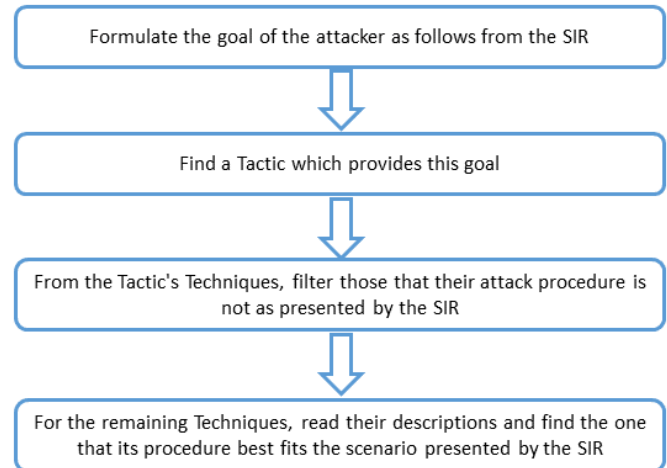 Formulate the goal of the attacker as follows from the SIR
Find a Tactic which provides this goal
From the Tactic's Techniques, filter those that their attack procedure is
not as presented by the SIR
For the remaining Techniques, read their descriptions and find the one
that its procedure best fits the scenario presented by the SIR